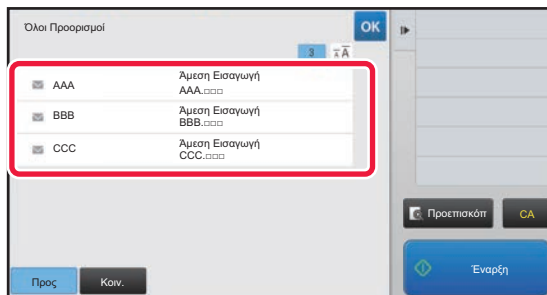 Όλοι Προορισμοί
OK
3
AAA
Άμεση Εισαγωγή
AAA.□□□
BBB
Άμεση Εισαγωγή
BBB.□□□
CCC
Άμεση Εισαγωγή
CCC.□□□
Προεπισκόπ
CA
Έναρξη
Προς
Κοιν.